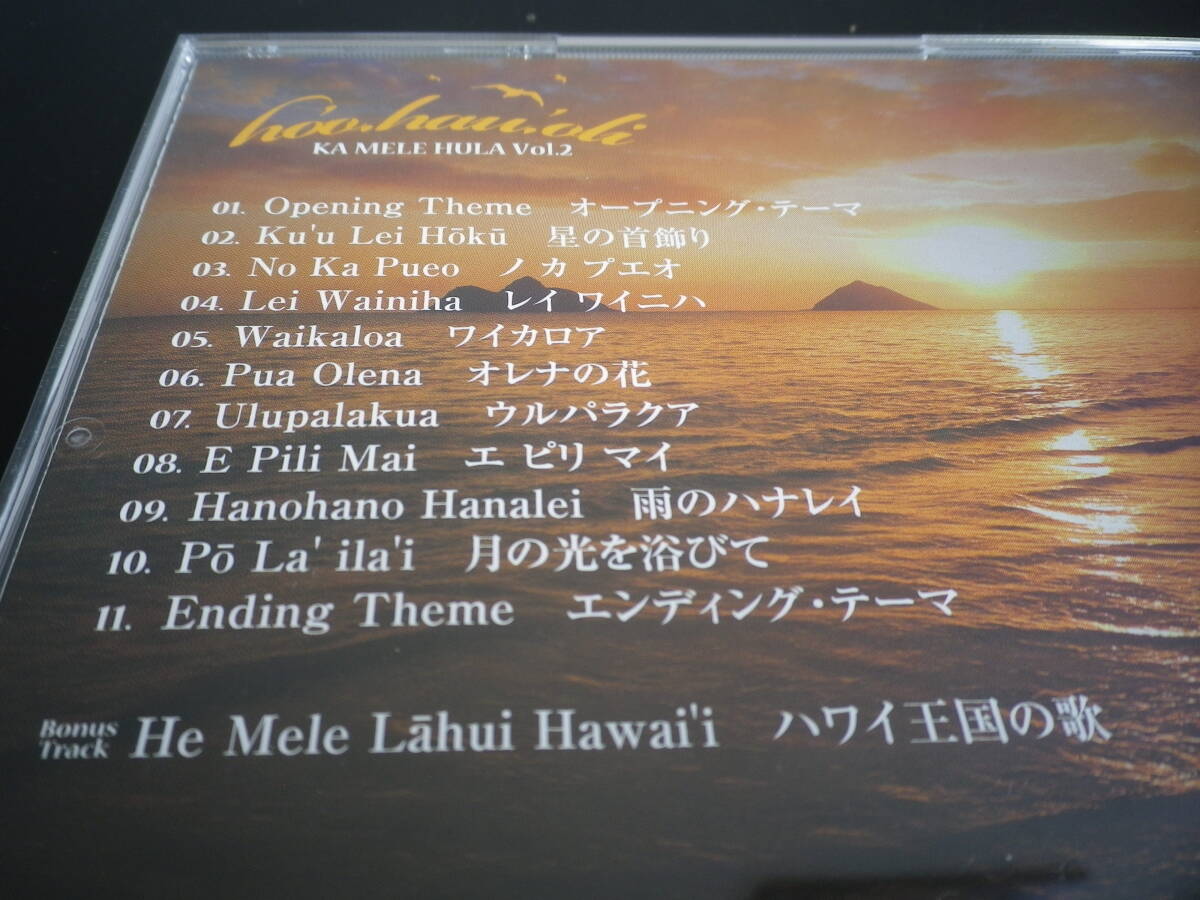 ho'o.hau.'oli
KA MELE HULA Vol.2
01. Opening Theme オープニング・テーマ
02. Ku'u Lei Hōkū 星の首飾り
03. No Ka Pueo ノ カ プエオ
04. Lei Wainiha レイ ワイニハ
05. Waikaloa ワイカロア
06. Pua Olena オレナの花
07. Ulupalakua ウルパラクア
08. E Pili Mai エ ピリ マイ
09. Hanohano Hanalei 雨のハナレイ
10. Pō La' ila'i 月の光を浴びて
11. Ending Theme エンディング・テーマ
Bonus Track He Mele Lāhui Hawai'i ハワイ王国の歌